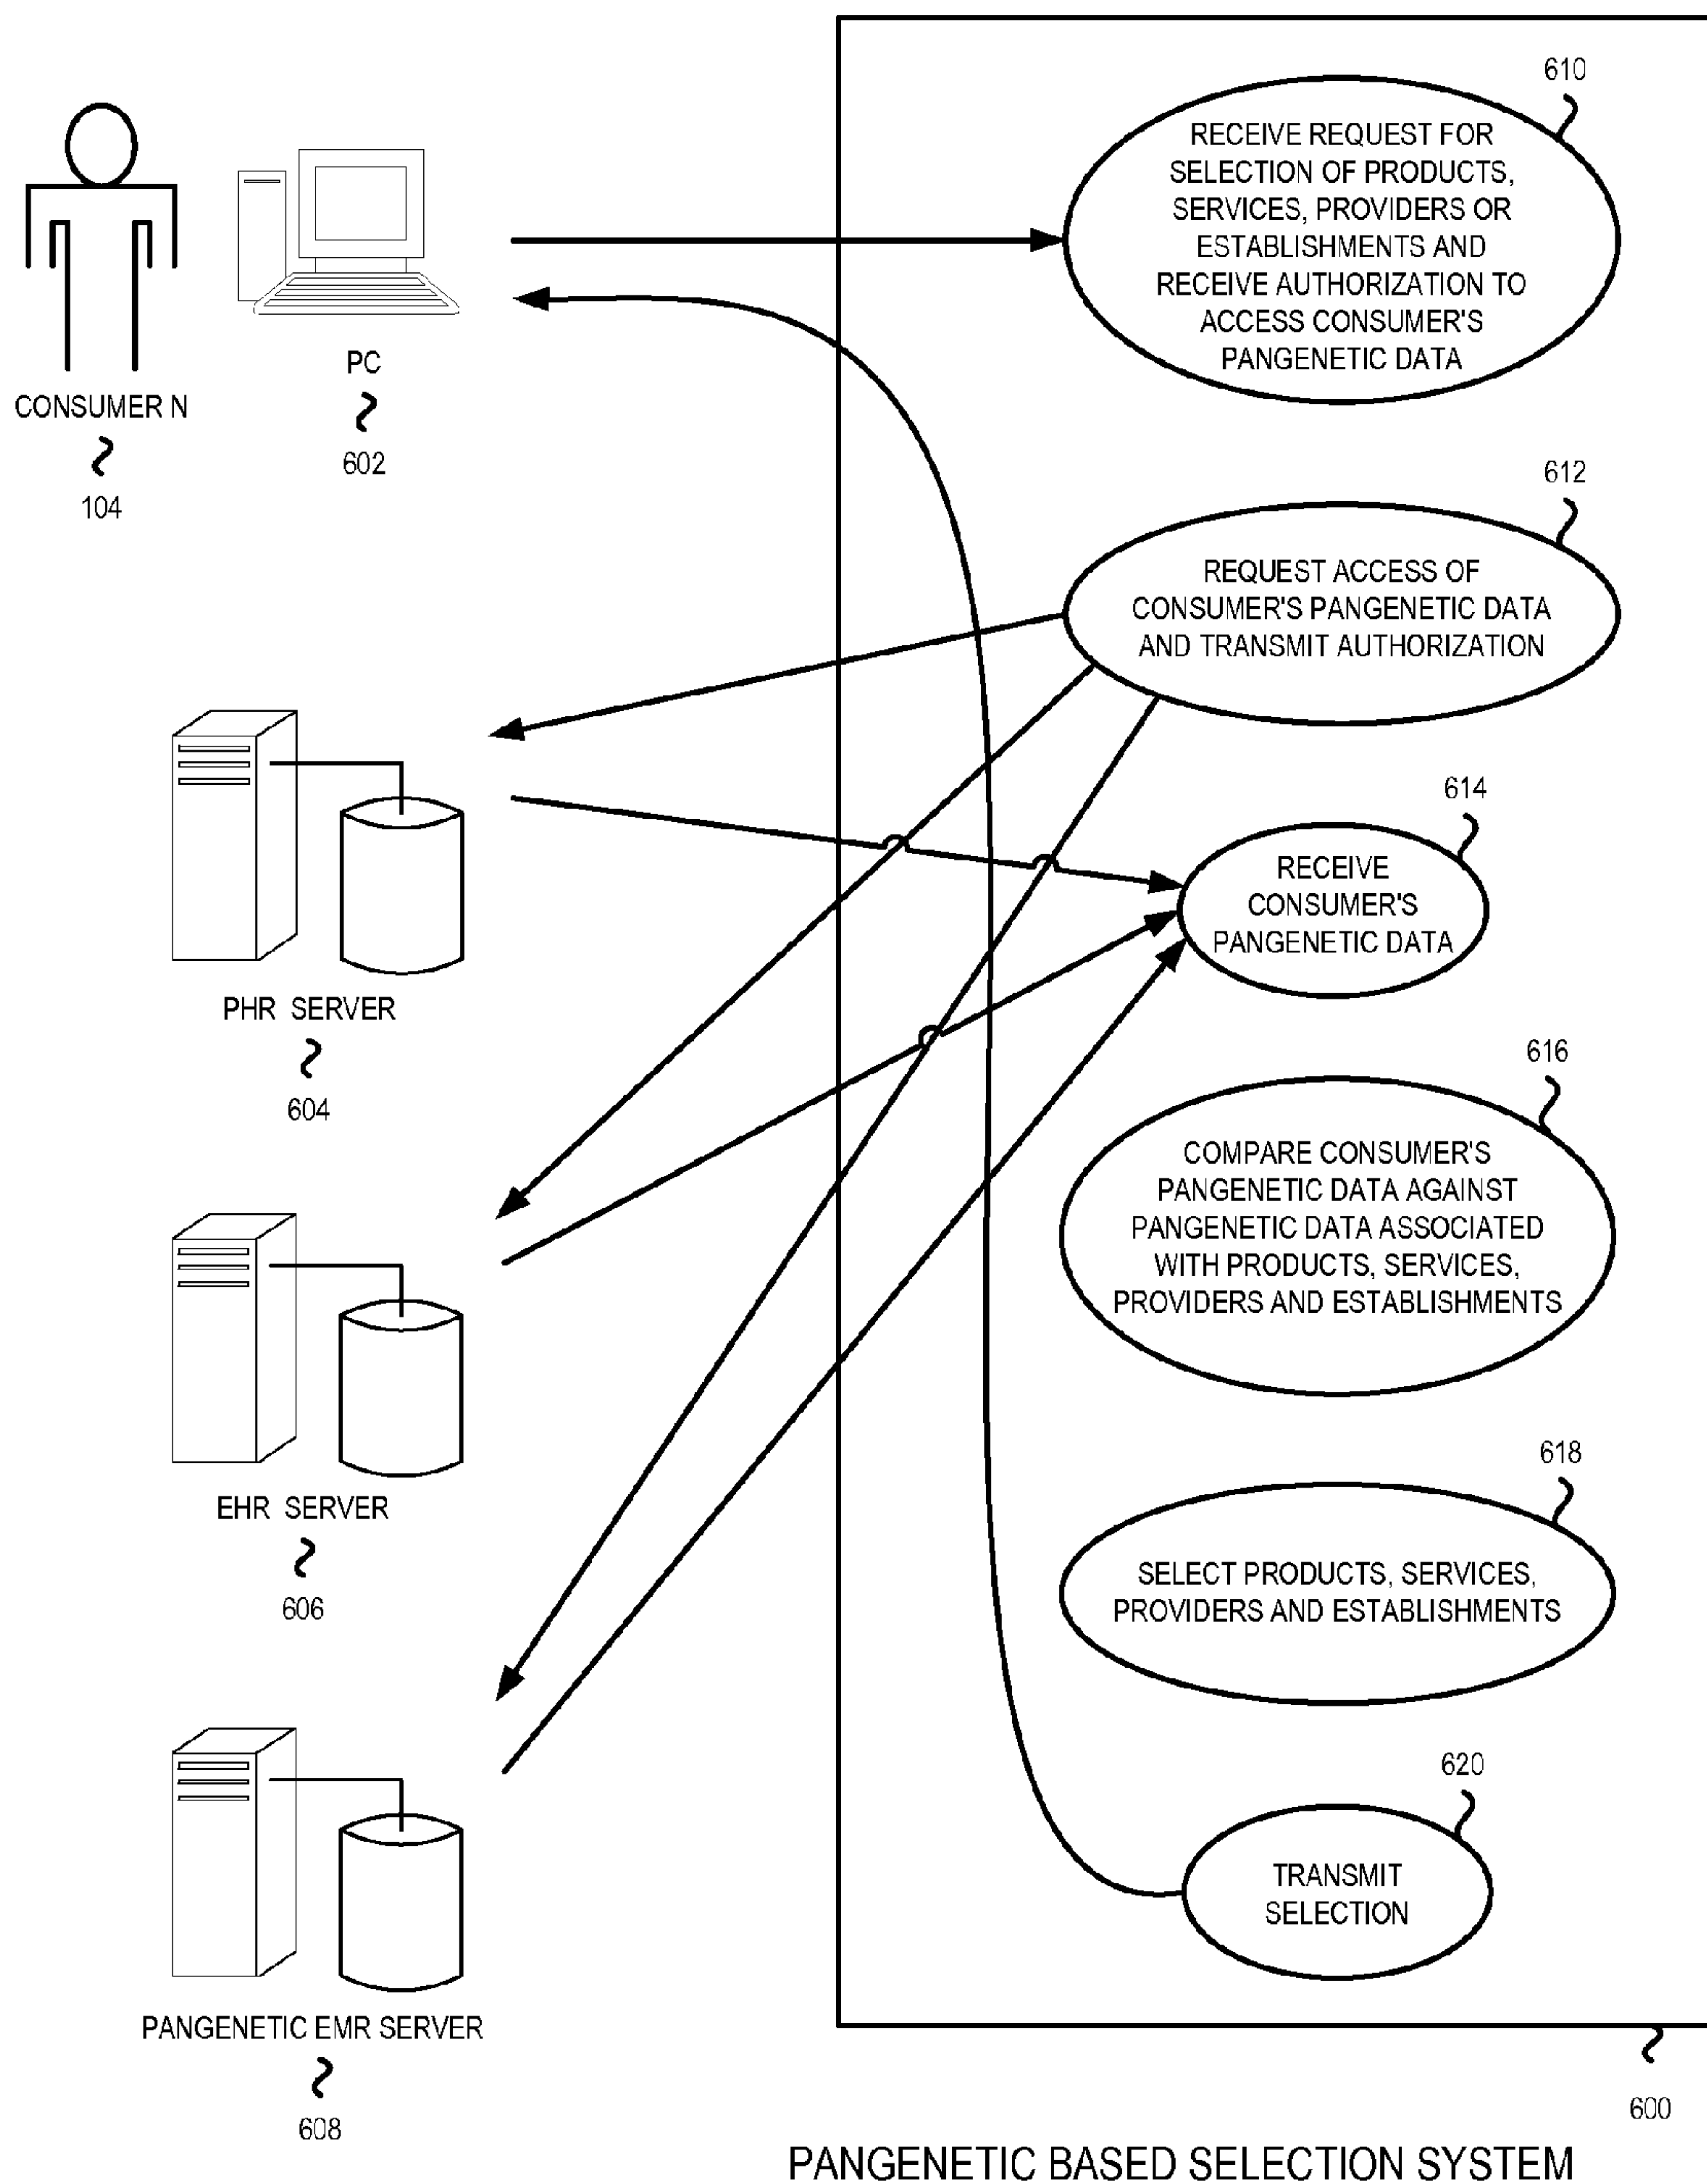 610
RECEIVE REQUEST FOR
SELECTION OF PRODUCTS,
SERVICES, PROVIDERS OR
ESTABLISHMENTS AND
RECEIVE AUTHORIZATION TO
ACCESS CONSUMER'S
PANGENETIC DATA
PC
602
CONSUMER N
104
612
REQUEST ACCESS OF
CONSUMER'S PANGENETIC DATA
AND TRANSMIT AUTHORIZATION
614
RECEIVE
CONSUMER'S
PANGENETIC DATA
PHR SERVER
604
616
COMPARE CONSUMER'S
PANGENETIC DATA AGAINST
PANGENETIC DATA ASSOCIATED
WITH PRODUCTS, SERVICES,
PROVIDERS AND ESTABLISHMENTS
EHR SERVER
606
618
SELECT PRODUCTS, SERVICES,
PROVIDERS AND ESTABLISHMENTS
620
TRANSMIT
SELECTION
PANGENETIC EMR SERVER
608
600
PANGENETIC BASED SELECTION SYSTEM